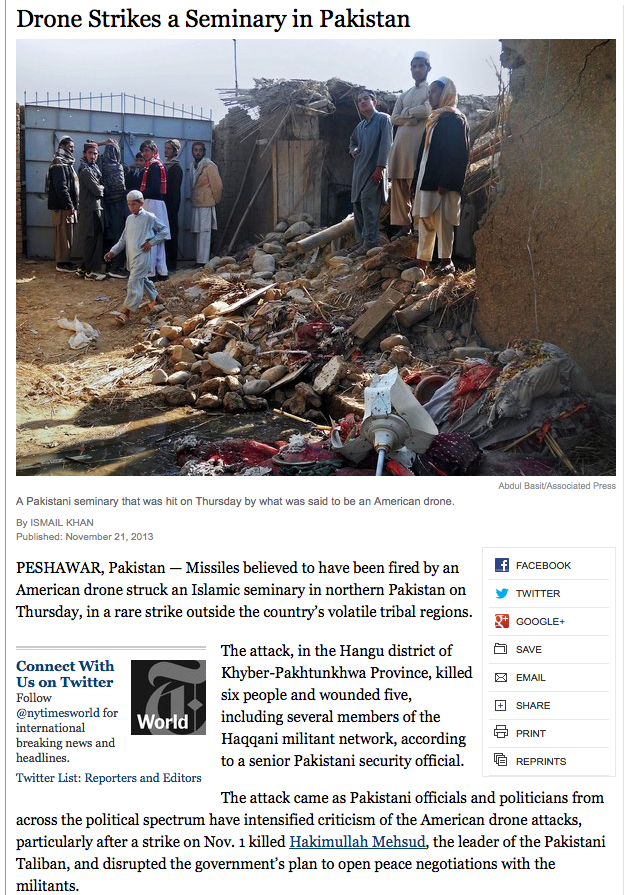 Drone Strikes a Seminary in Pakistan
Abdul Basit/Associated Press
A Pakistani seminary that was hit on Thursday by what was said to be an American drone.
By ISMAIL KHAN
Published: November 21, 2013
PESHAWAR, Pakistan — Missiles believed to have been fired by an
American drone struck an Islamic seminary in northern Pakistan on
Thursday, in a rare strike outside the country's volatile tribal regions.
FACEBOOK
TWITTER
GOOGLE+
SAVE
EMAIL
SHARE
PRINT
REPRINTS
Connect With
Us on Twitter
Follow
@nytimesworld for
international
breaking news and
headlines.
Twitter List: Reporters and Editors
T
World
The attack, in the Hangu district of
Khyber-Pakhtunkhwa Province, killed
six people and wounded five,
including several members of the
Haqqani militant network, according
to a senior Pakistani security official.
The attack came as Pakistani officials and politicians from
across the political spectrum have intensified criticism of the American drone attacks,
particularly after a strike on Nov. 1 killed Hakimullah Mehsud, the leader of the Pakistani
Taliban, and disrupted the government's plan to open peace negotiations with the
militants.